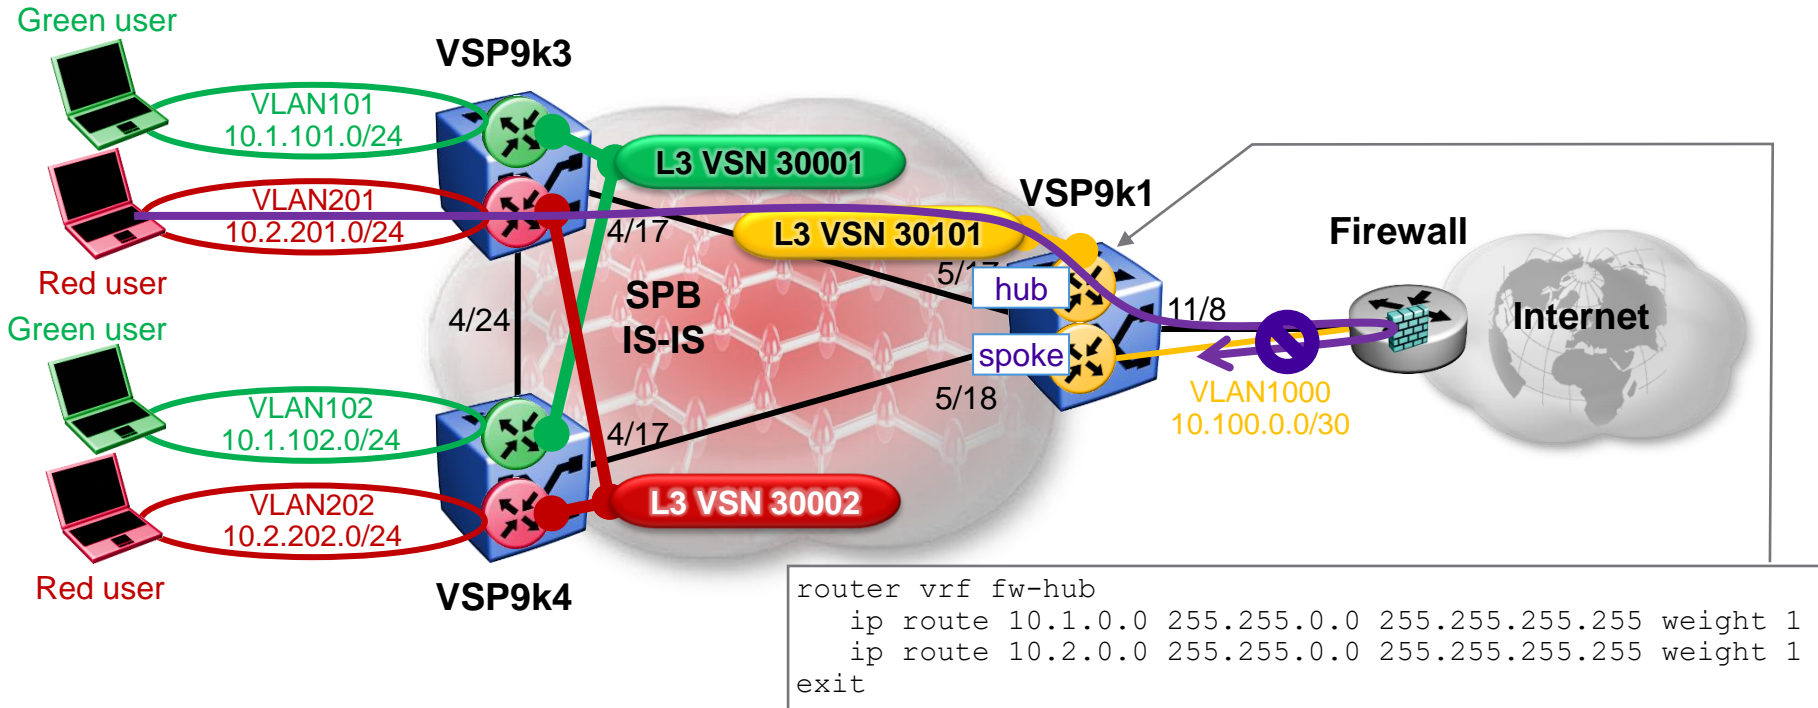 Green user
VSP9k3
VLAN101
10.1.101.0/24
L3 VSN 30001
VSP9k1
VLAN201
10.2.201.0/24
4/17
L3 VSN 30101
Firewall
Red user
5/17
hub
SPB
IS-IS
4/24
11/8
Internet
Green user
spoke
5/18
VLAN1000
10.100.0.0/30
VLAN102
10.1.102.0/24
4/17
VLAN202
10.2.202.0/24
L3 VSN 30002
Red user
VSP9k4
router vrf fw-hub
   ip route 10.1.0.0 255.255.0.0 255.255.255.255 weight 1
   ip route 10.2.0.0 255.255.0.0 255.255.255.255 weight 1
exit